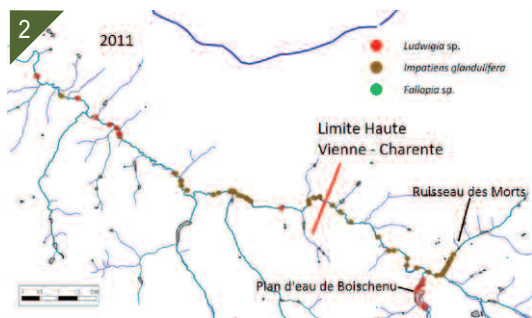 2
2011
Ludwigia sp.
Impatiens glandulifera
Fallopia sp.
Limite Haute
Vienne - Charente
Ruisseau des Morts
Plan d'eau de Boischenu